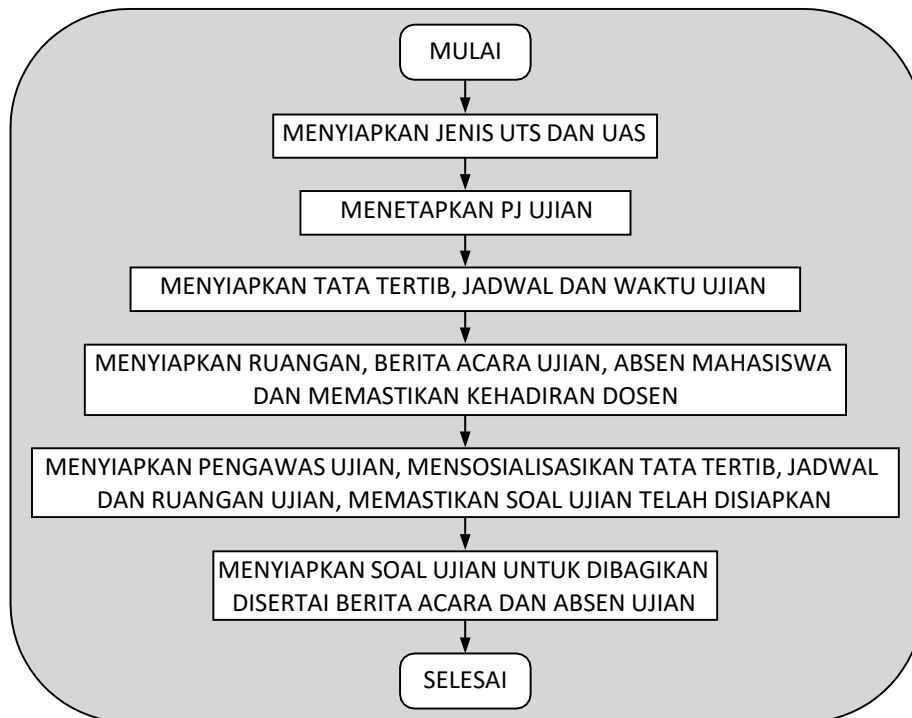 MULAI
MENYIAPKAN JENIS UTS DAN UAS
MENETAPKAN PJ UJIAN
MENYIAPKAN TATA TERTIB, JADWAL DAN WAKTU UJIAN
MENYIAPKAN RUANGAN, BERITA ACARA UJIAN, ABSEN MAHASISWA
DAN MEMASTIKAN KEHADIRAN DOSEN
MENYIAPKAN PENGAWAS UJIAN, MENSOSIALISASIKAN TATA TERTIB, JADWAL
DAN RUANGAN UJIAN, MEMASTIKAN SOAL UJIAN TELAH DISIAPKAN
MENYIAPKAN SOAL UJIAN UNTUK DIBAGIKAN
DISERTAI BERITA ACARA DAN ABSEN UJIAN
SELESAI